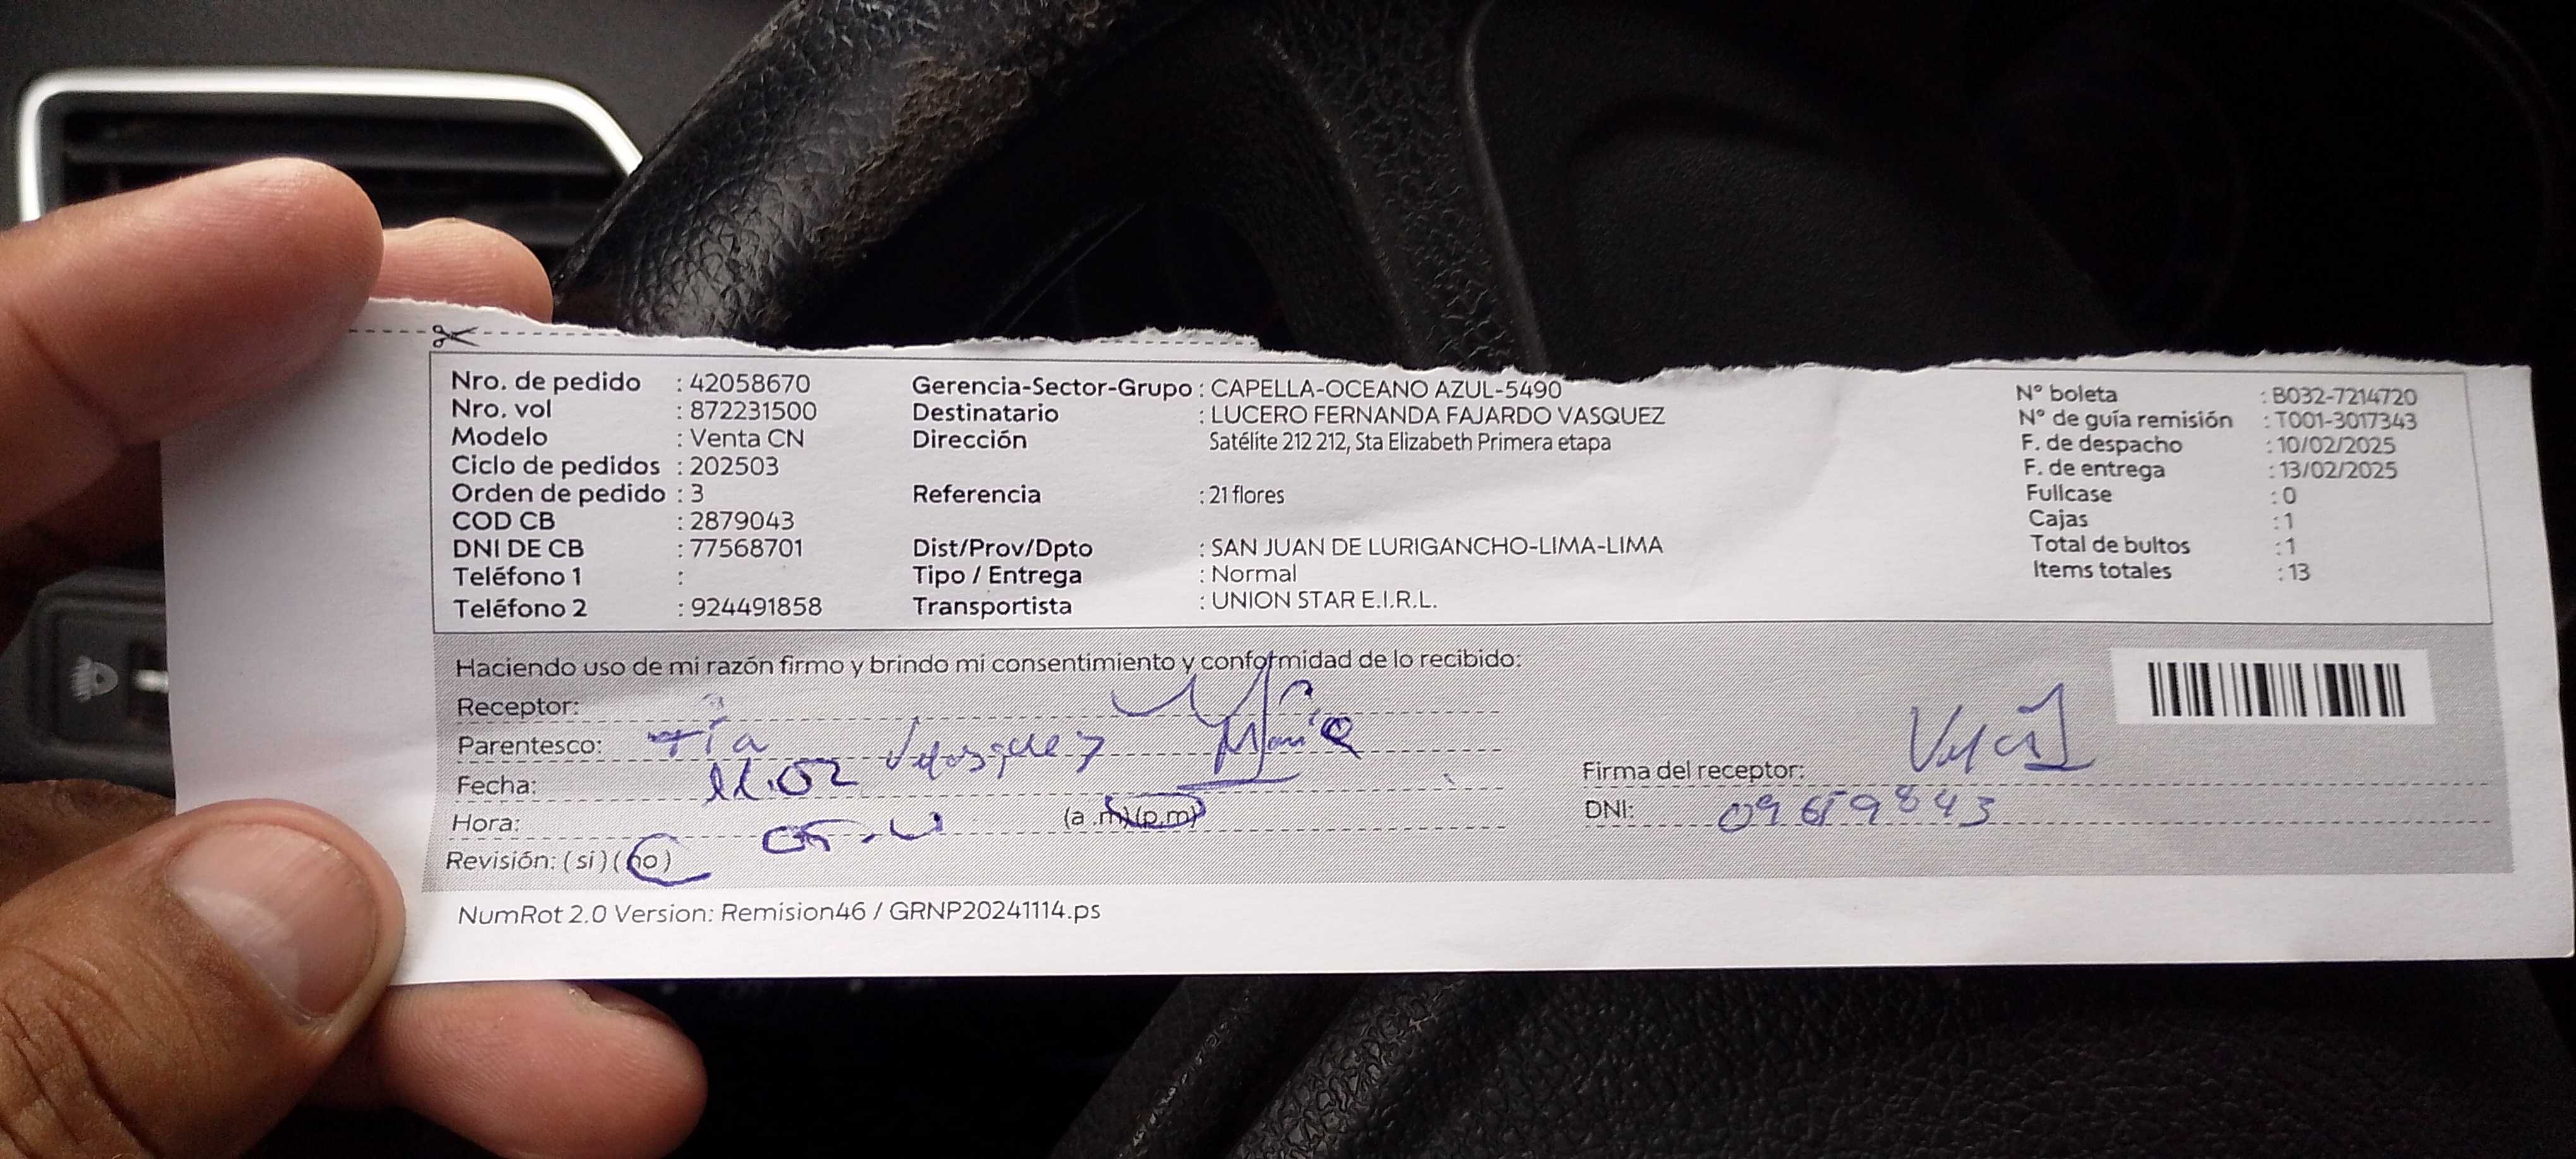 Nro. de pedido : 42058670
Nro. vol : 872231500
Modelo : Venta CN
Ciclo de pedidos : 202503
Orden de pedido : 3
COD CB : 2879043
DNI DE CB : 77568701
Teléfono 1 :
Teléfono 2 : 924491858
Gerencia-Sector-Grupo : CAPELLA-OCEANO AZUL-5490
Destinatario : LUCERO FERNANDA FAJARDO VASQUEZ
Dirección Satélite 212 212, Sta Elizabeth Primera etapa
Referencia : 21 flores
Dist/Prov/Dpto : SAN JUAN DE LURIGANCHO-LIMA-LIMA
Tipo / Entrega : Normal
Transportista : UNION STAR E.I.R.L.
N° boleta : B032-7214720
N° de guía remisión : T001-3017343
F. de despacho : 10/02/2025
F. de entrega : 13/02/2025
Fullcase : 0
Cajas : 1
Total de bultos : 1
Items totales : 13
Haciendo uso de mi razón firmo y brindo mi consentimiento y conformidad de lo recibido:
Receptor:
Parentesco: Tia
Fecha: 11.02
Hora: (a.m)(p.m)
Revisión: (si) (no)
Firma del receptor:
DNI:
NumRot 2.0 Version: Remision46 / GRNP20241114.ps